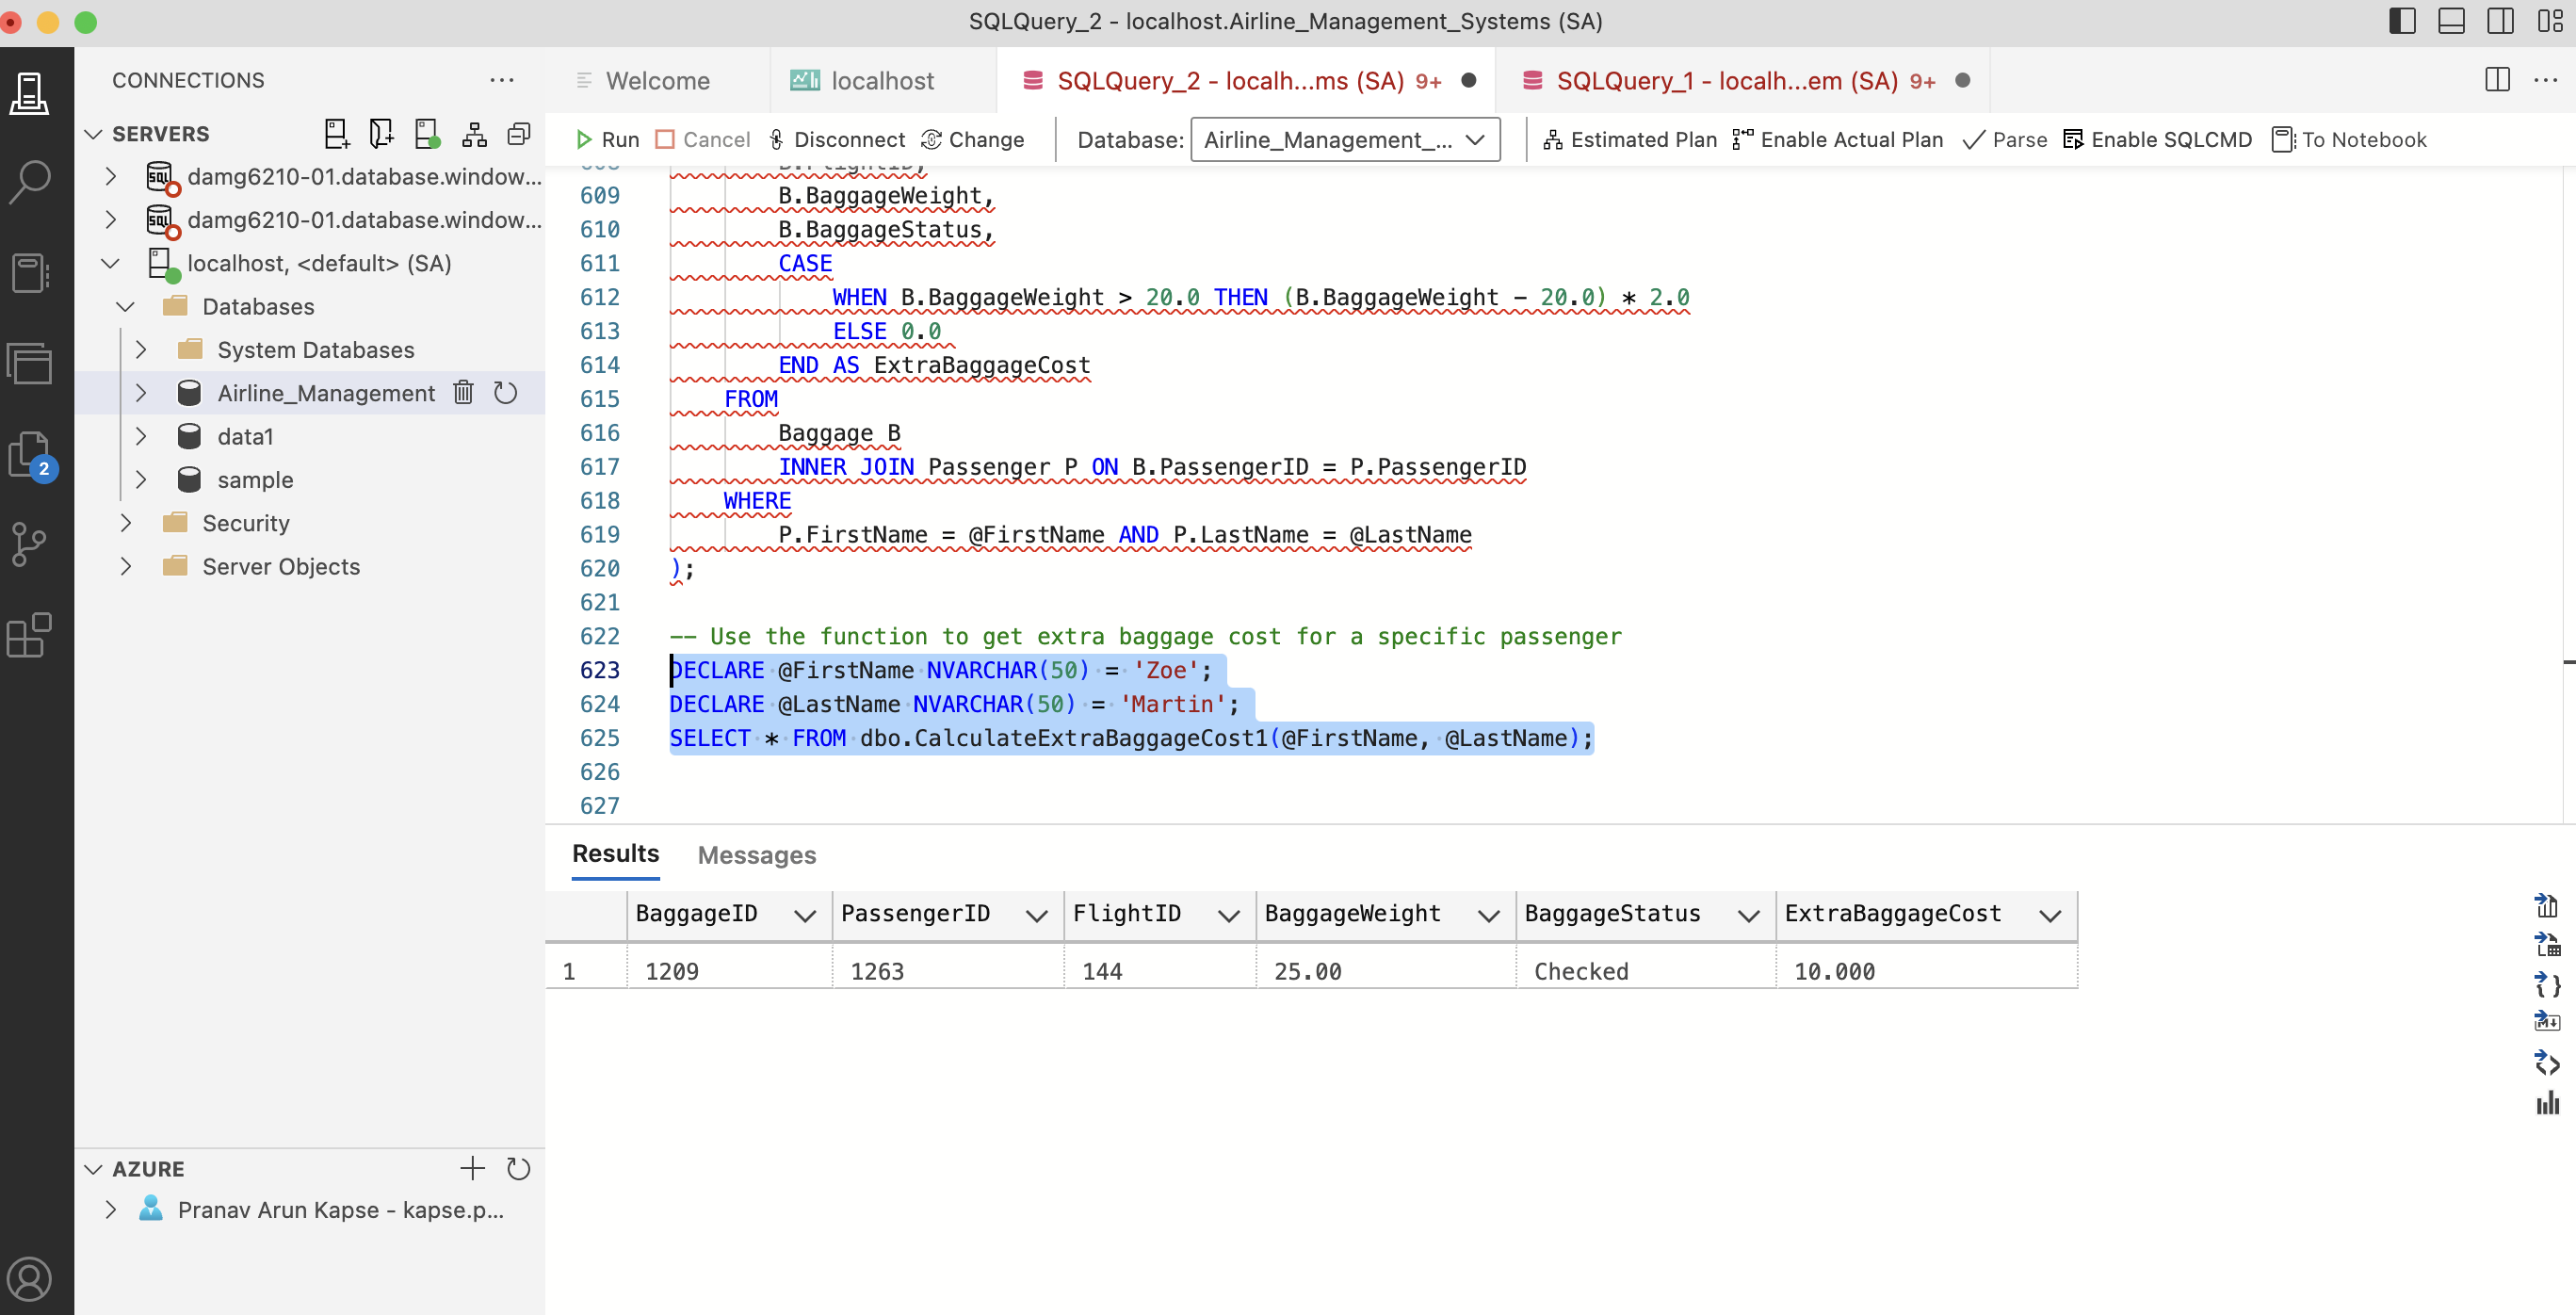 SQLQuery_2 - localhost.Airline_Management_Systems (SA)
CONNECTIONS
Welcome
localhost
SQLQuery_2 - localh...ms (SA) 9+
SQLQuery_1 - localh...em (SA) 9+
SERVERS
Run Cancel Disconnect Change Database: Airline_Management_... Estimated Plan Enable Actual Plan Parse Enable SQLCMD To Notebook
damg6210-01.database.window...
damg6210-01.database.window...
localhost, <default> (SA)
Databases
System Databases
Airline_Management
data1
sample
Security
Server Objects
2
608 B.FlightID,
609 B.BaggageWeight,
610 B.BaggageStatus,
611 CASE
612 WHEN B.BaggageWeight > 20.0 THEN (B.BaggageWeight - 20.0) * 2.0
613 ELSE 0.0
614 END AS ExtraBaggageCost
615 FROM
616 Baggage B
617 INNER JOIN Passenger P ON B.PassengerID = P.PassengerID
618 WHERE
619 P.FirstName = @FirstName AND P.LastName = @LastName
620 );
621
622 -- Use the function to get extra baggage cost for a specific passenger
623 DECLARE @FirstName NVARCHAR(50) = 'Zoe';
624 DECLARE @LastName NVARCHAR(50) = 'Martin';
625 SELECT * FROM dbo.CalculateExtraBaggageCost1(@FirstName, @LastName);
626
627
Results Messages
BaggageID PassengerID FlightID BaggageWeight BaggageStatus ExtraBaggageCost
1 1209 1263 144 25.00 Checked 10.000
AZURE
Pranav Arun Kapse - kapse.p...